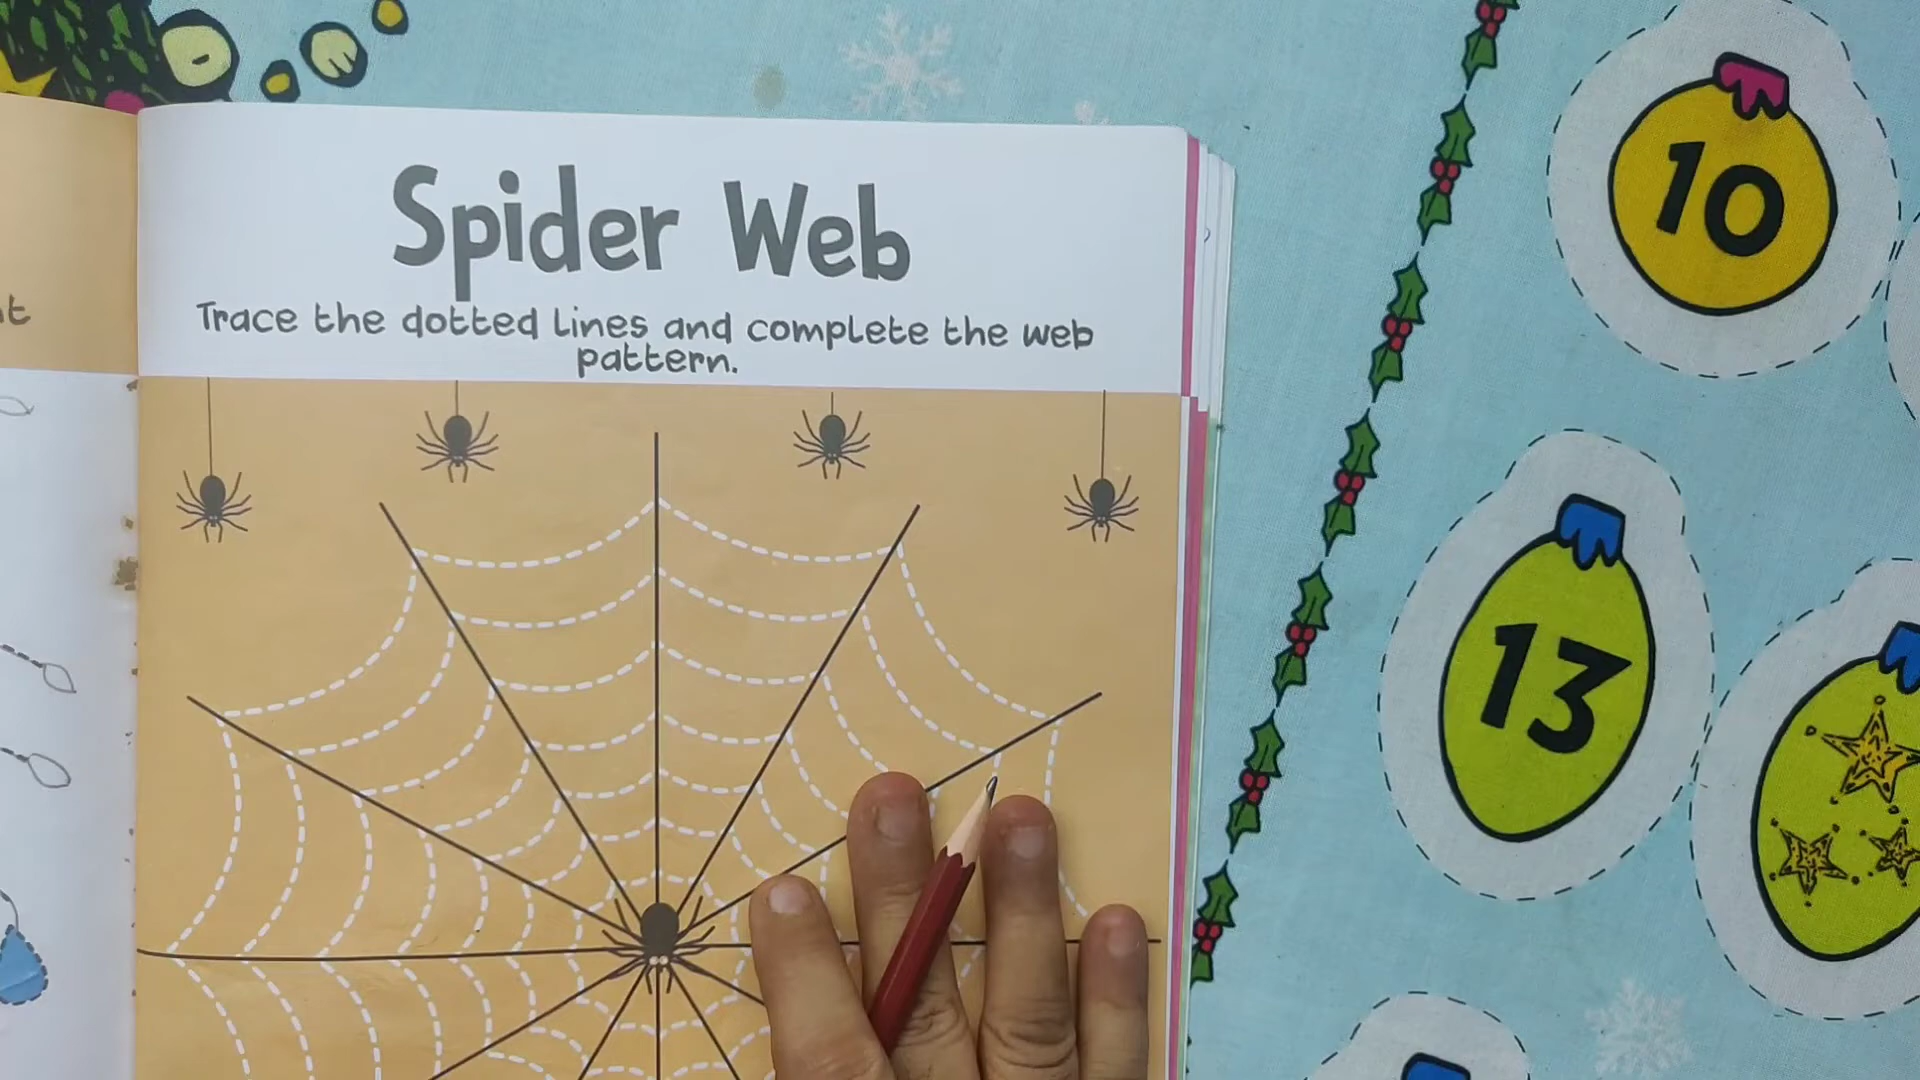 Spider Web
Trace the dotted lines and complete the web
pattern.
10
13